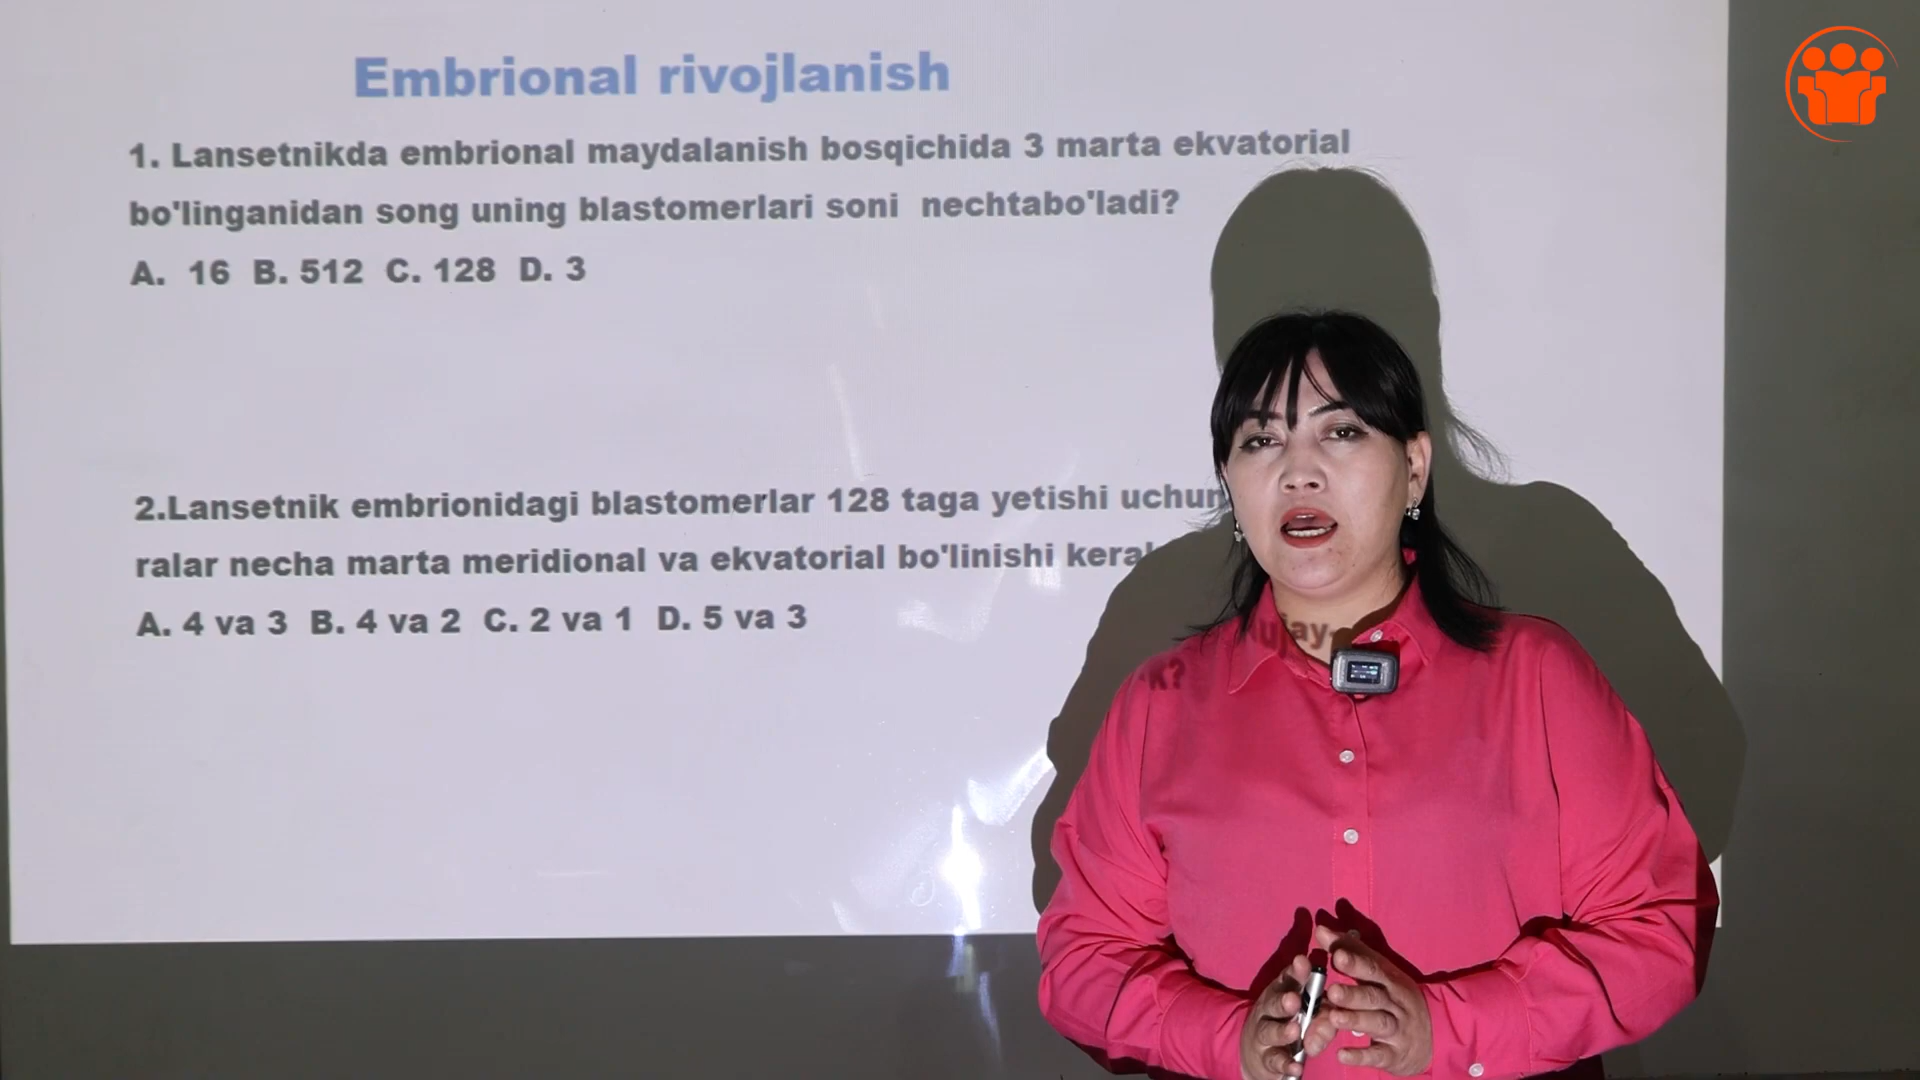 Embrional rivojlanish
1. Lansetnikda embrional maydalanish bosqichida 3 marta ekvatorial
bo'linganidan song uning blastomerlari soni nechtabo'ladi?
A. 16 B. 512 C. 128 D. 3
2.Lansetnik embrionidagi blastomerlar 128 taga yetishi uchun hujay-
ralar necha marta meridional va ekvatorial bo'linishi kerak?
A. 4 va 3 B. 4 va 2 C. 2 va 1 D. 5 va 3